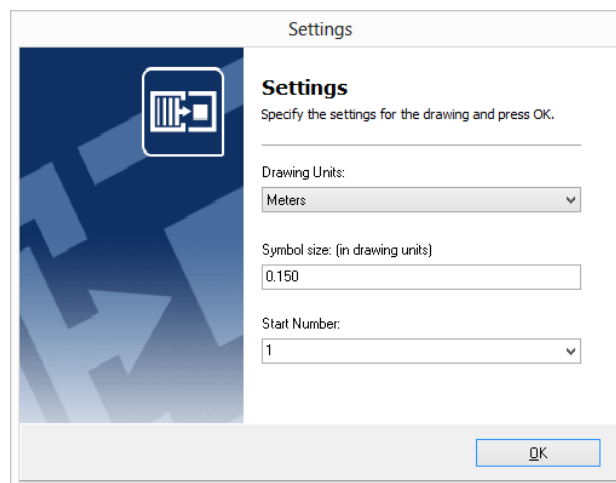 Settings
Settings
Specify the settings for the drawing and press OK.
Drawing Units:
Meters
Symbol size: (in drawing units)
0.150
Start Number:
1
OK